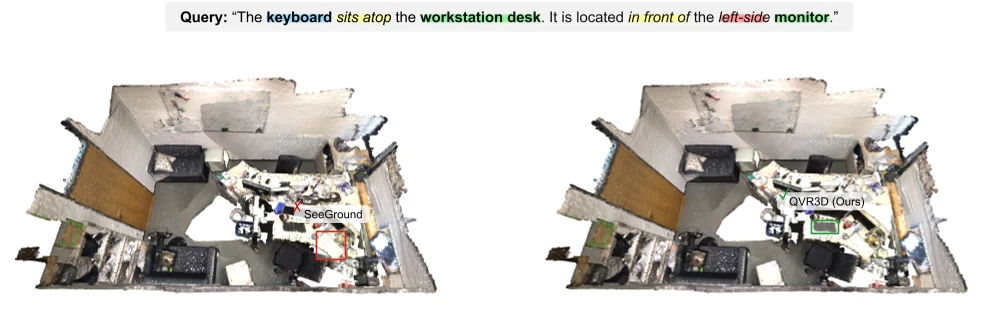 Query: “The keyboard sits atop the workstation desk. It is located in front of the left-side monitor.”
X SeeGround
✓ QVR3D (Ours)